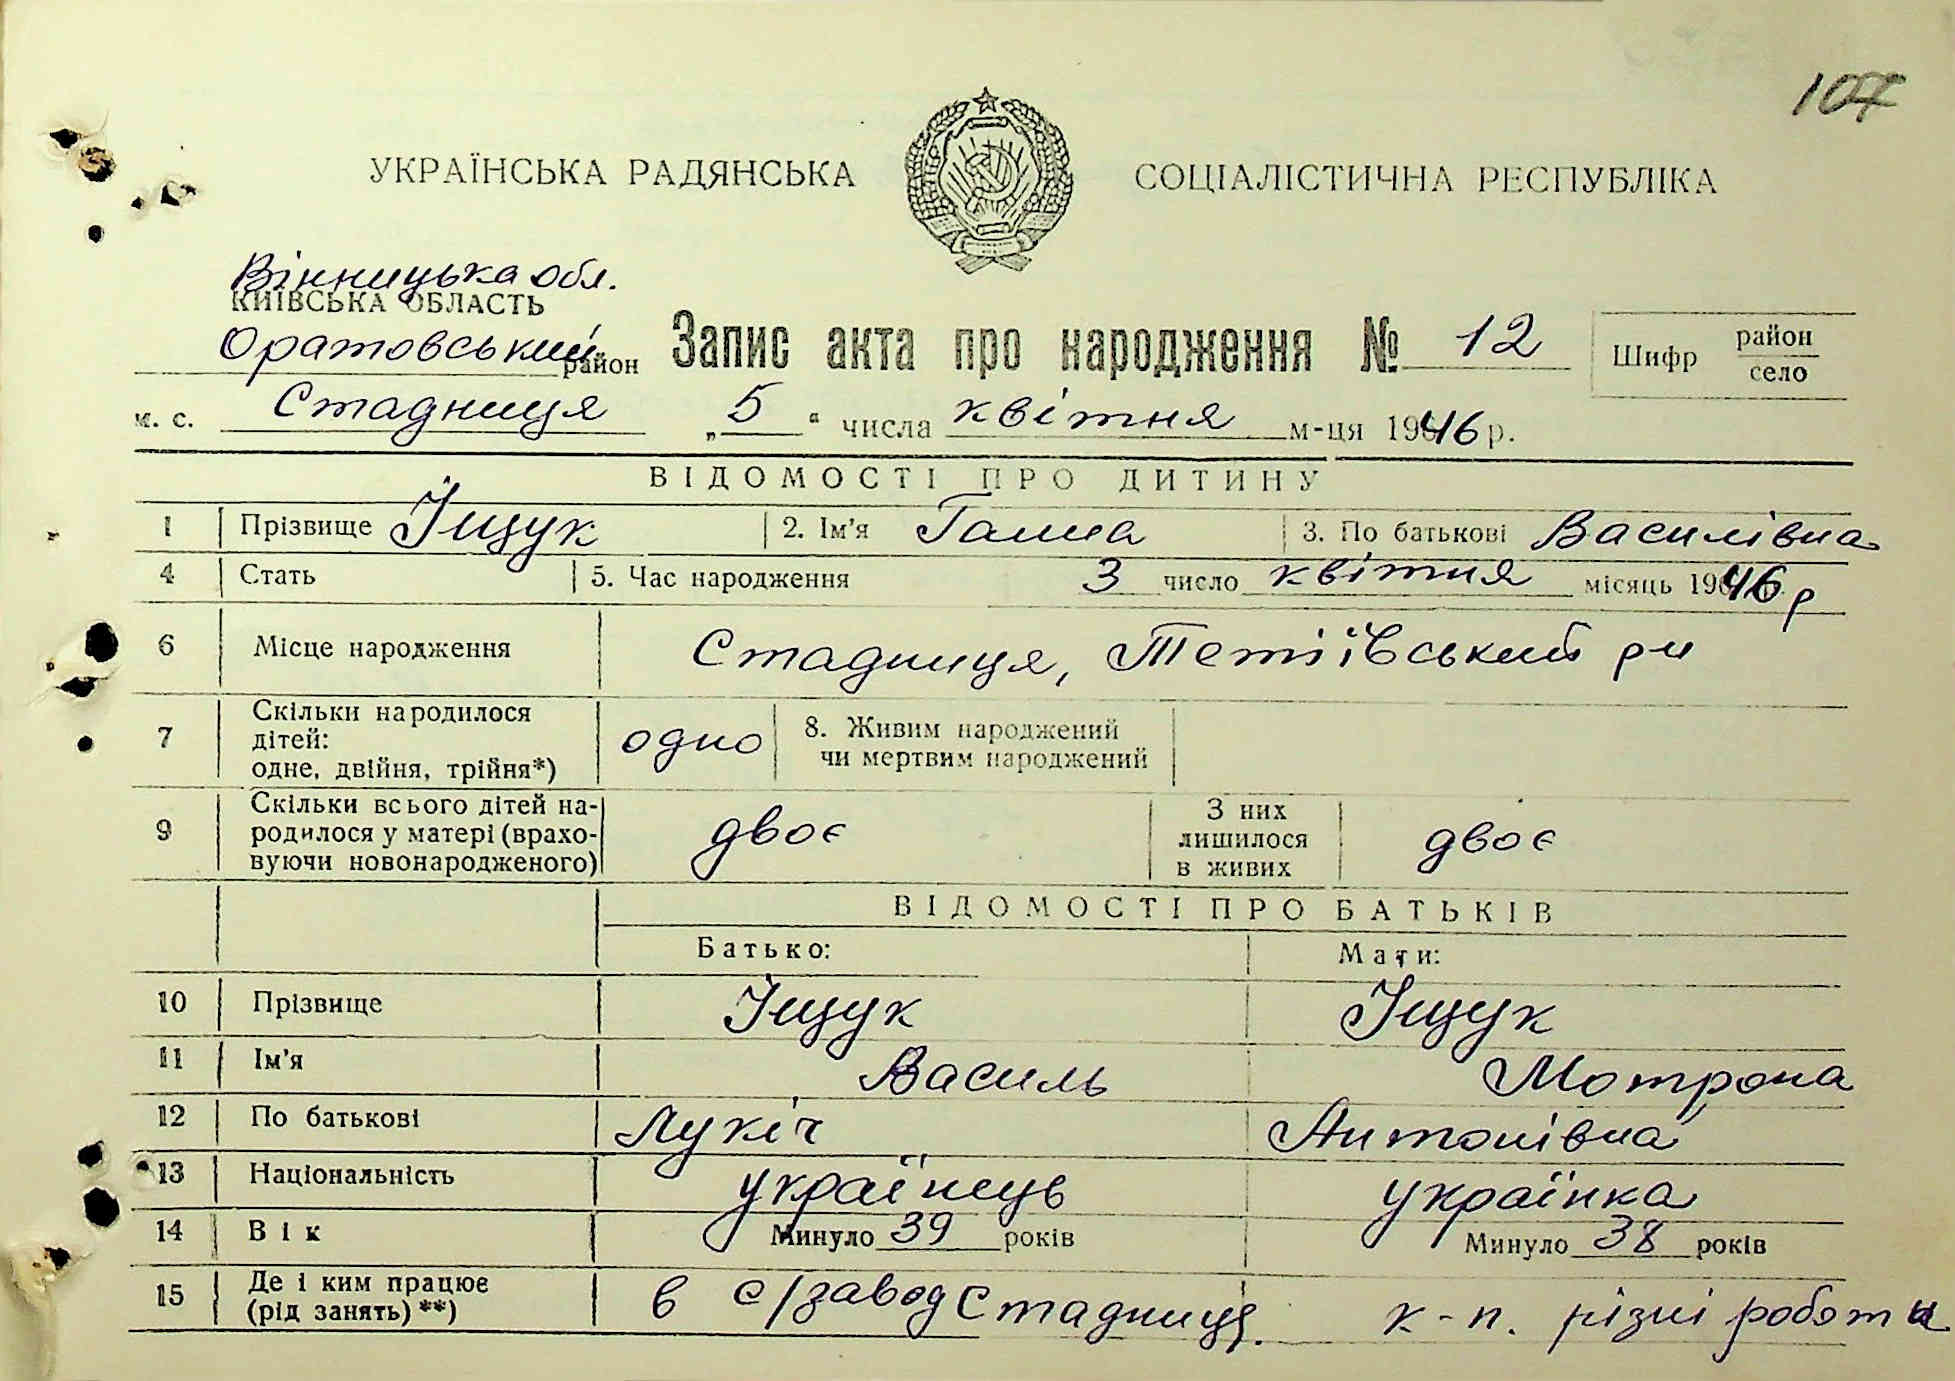 107
УКРАЇНСЬКА РАДЯНСЬКА СОЦІАЛІСТИЧНА РЕСПУБЛІКА
Вінницька обл.
КИЇВСЬКА ОБЛАСТЬ
Оратовський район Запис акта про народження № 12 Шифр район село
м. с. Стадниця „5“ числа квітня м-ця 1946 р.
ВІДОМОСТІ ПРО ДИТИНУ
1 Прізвище Іщук 2. Ім'я Галина 3. По батькові Василівна
4 Стать 5. Час народження 3 число квітня місяць 1946 р
6 Місце народження Стадниця, Тетіївський р-н
7 Скільки народилося дітей: одне, двійня, трійня*) одно 8. Живим народжений чи мертвим народжений
9 Скільки всього дітей народилося у матері (враховуючи новонародженого) двоє З них лишилося в живих двоє
ВІДОМОСТІ ПРО БАТЬКІВ
Батько: Мати:
10 Прізвище Іщук Іщук
11 Ім'я Василь Мотрона
12 По батькові Лукіч Антонівна
13 Національність українець українка
14 Вік Минуло 39 років Минуло 38 років
15 Де і ким працює (рід занять)**) в с/завод Стадниця. к-п. різні роботи